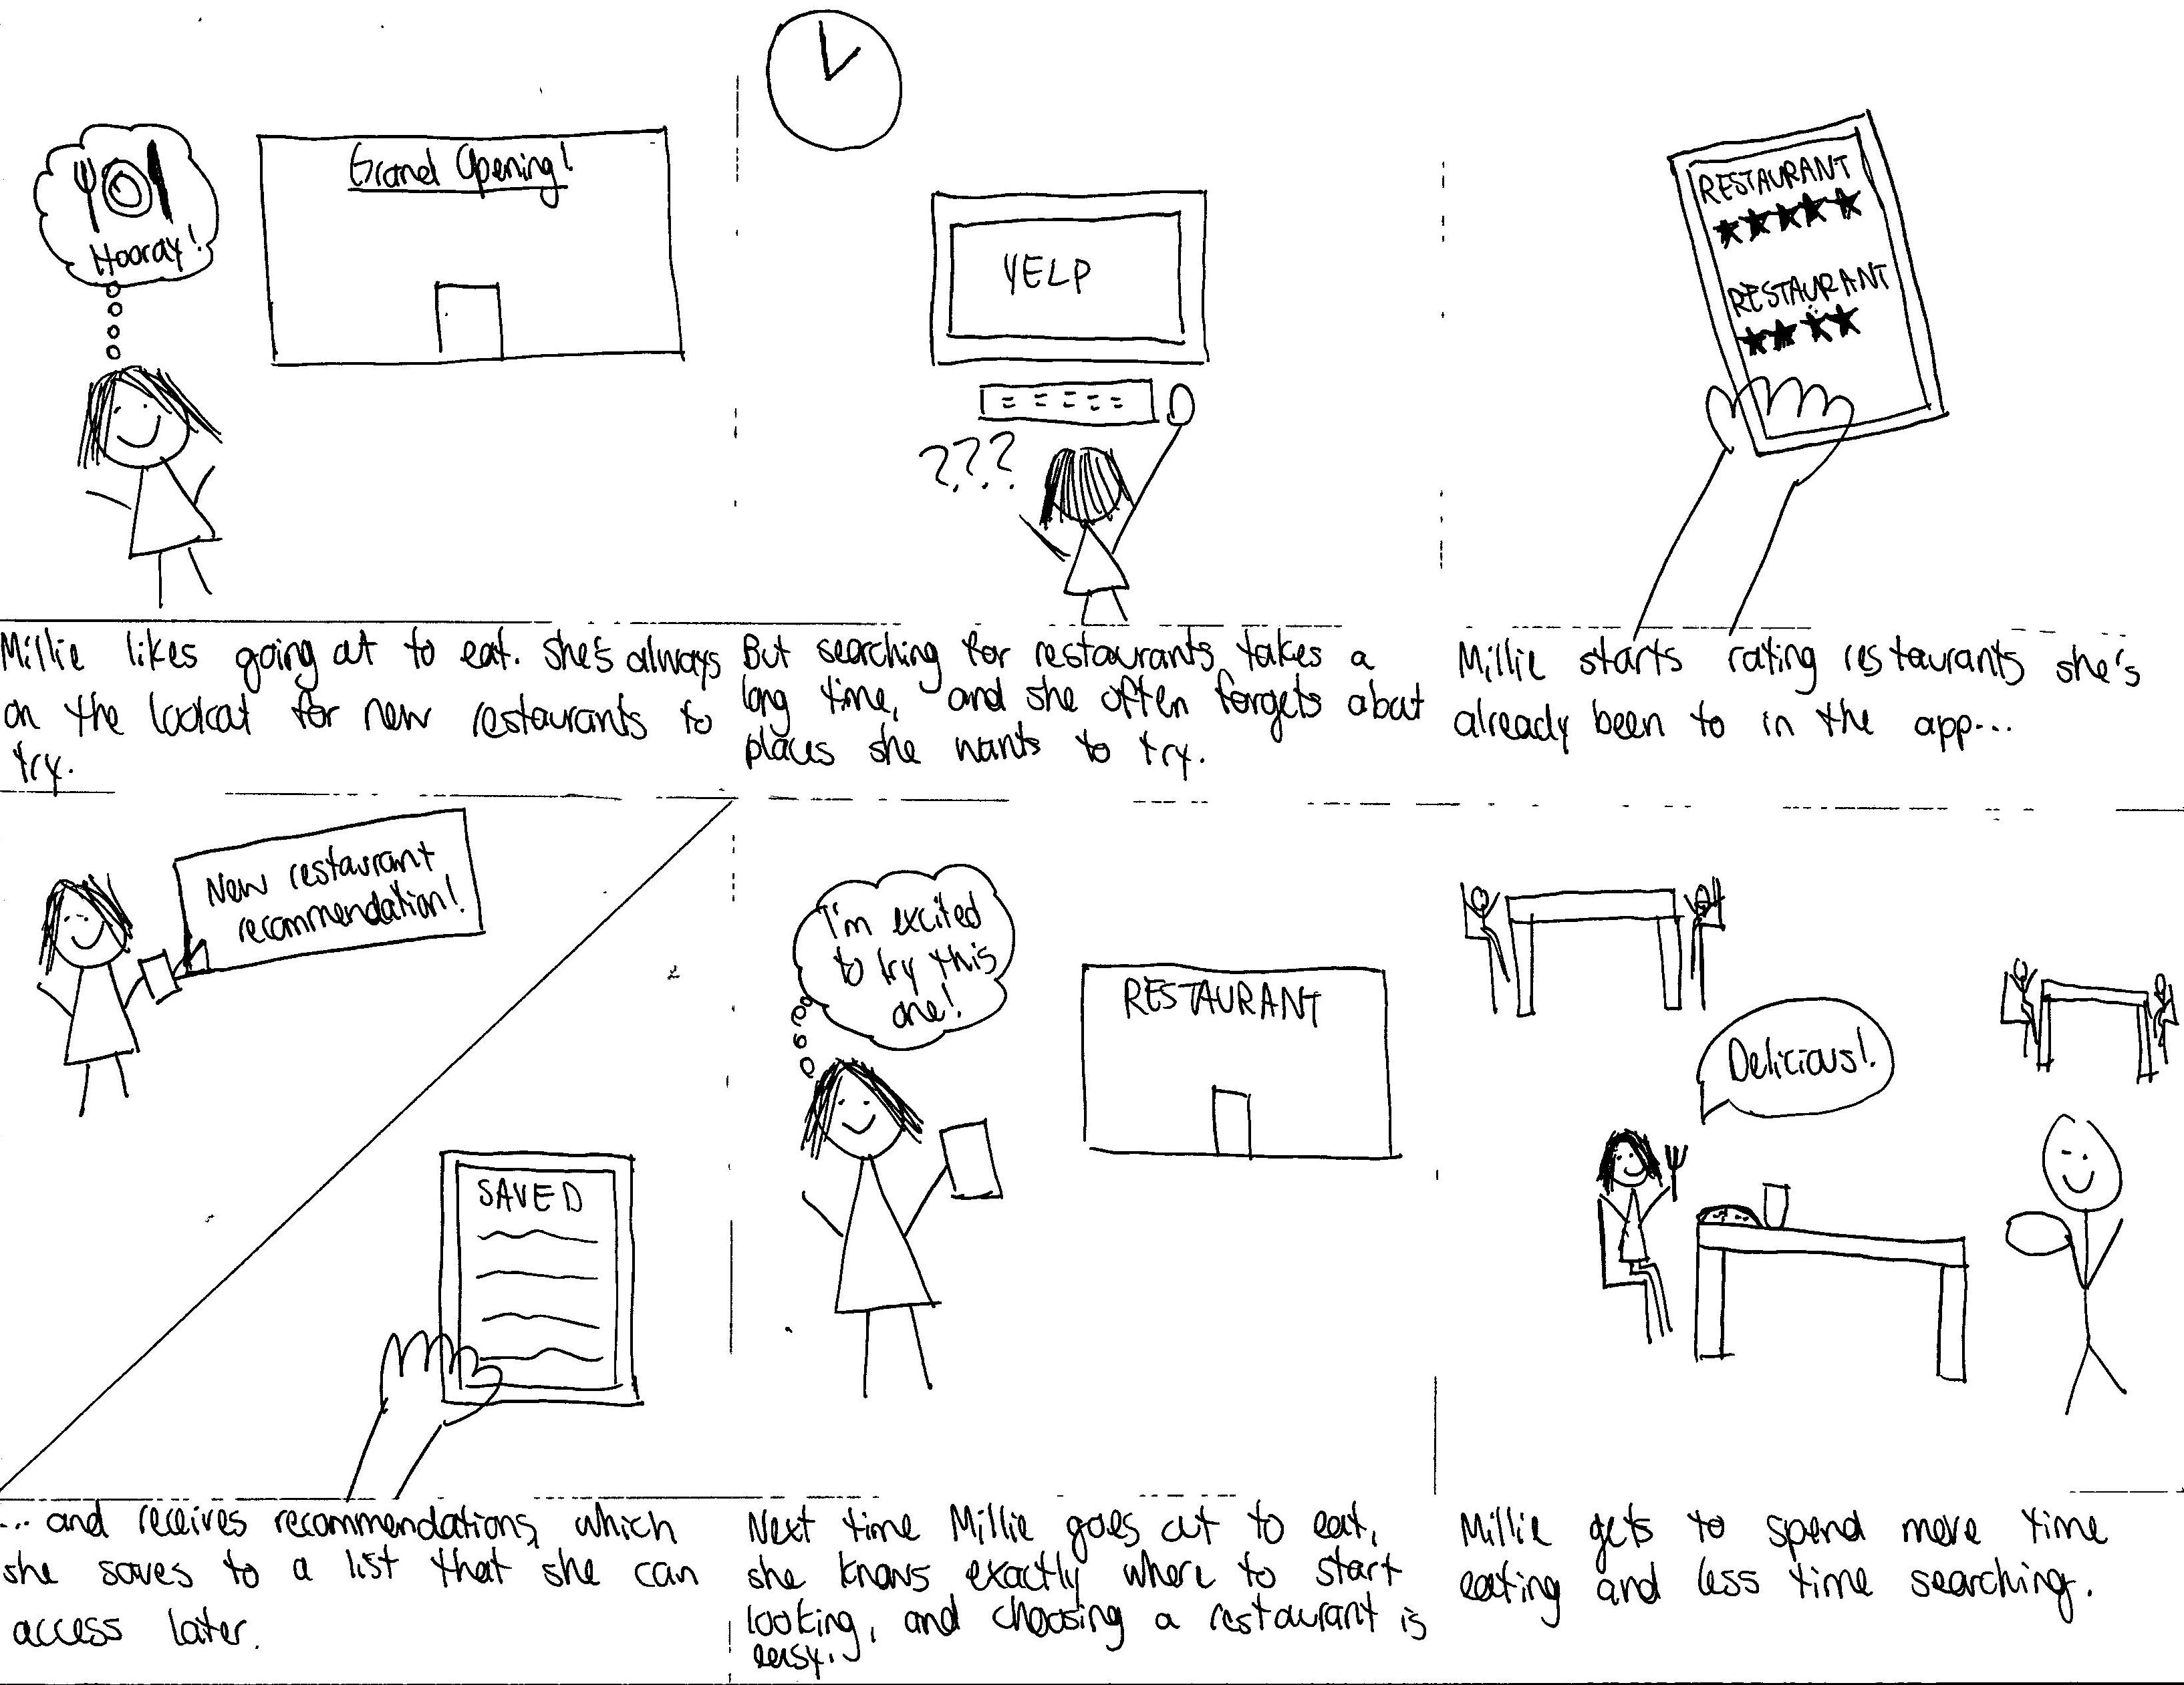 Hooray!
Grand Opening!
Millie likes going out to eat. She's always
on the lookout for new restaurants to
try.
YELP
???
But searching for restaurants takes a
long time, and she often forgets about
places she wants to try.
RESTAURANT
RESTAURANT
Millie starts rating restaurants she's
already been to in the app...
New restaurant
recommendation!
SAVED
... and receives recommendations, which
she saves to a list that she can
access later.
I'm excited
to try this
one!
RESTAURANT
Next time Millie goes out to eat,
she knows exactly where to start
looking, and choosing a restaurant is
easy.
Delicious!
Millie gets to spend more time
eating and less time searching.